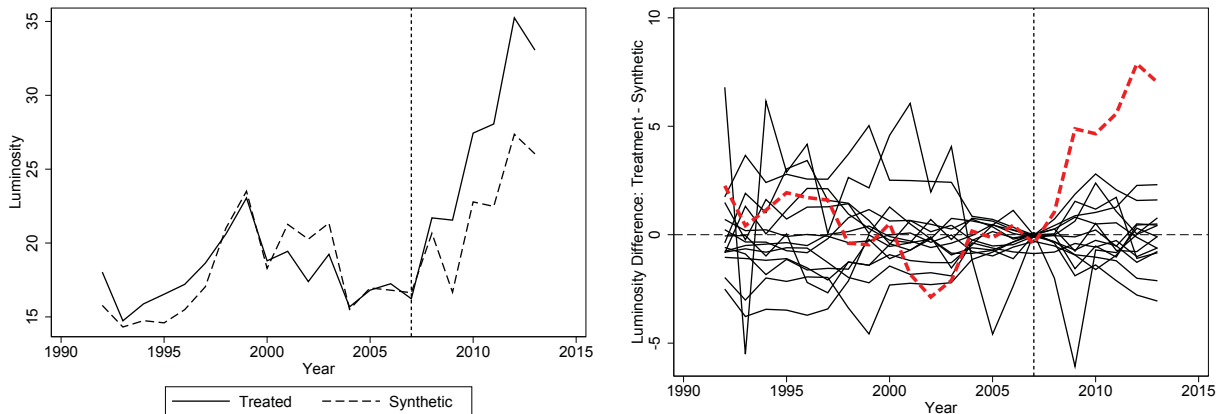 Luminosity
35
30
25
20
15
1990 1995 2000 2005 2010 2015
Year
Treated Synthetic
Luminosity Difference: Treatment - Synthetic
10
5
0
-5
1990 1995 2000 2005 2010 2015
Year